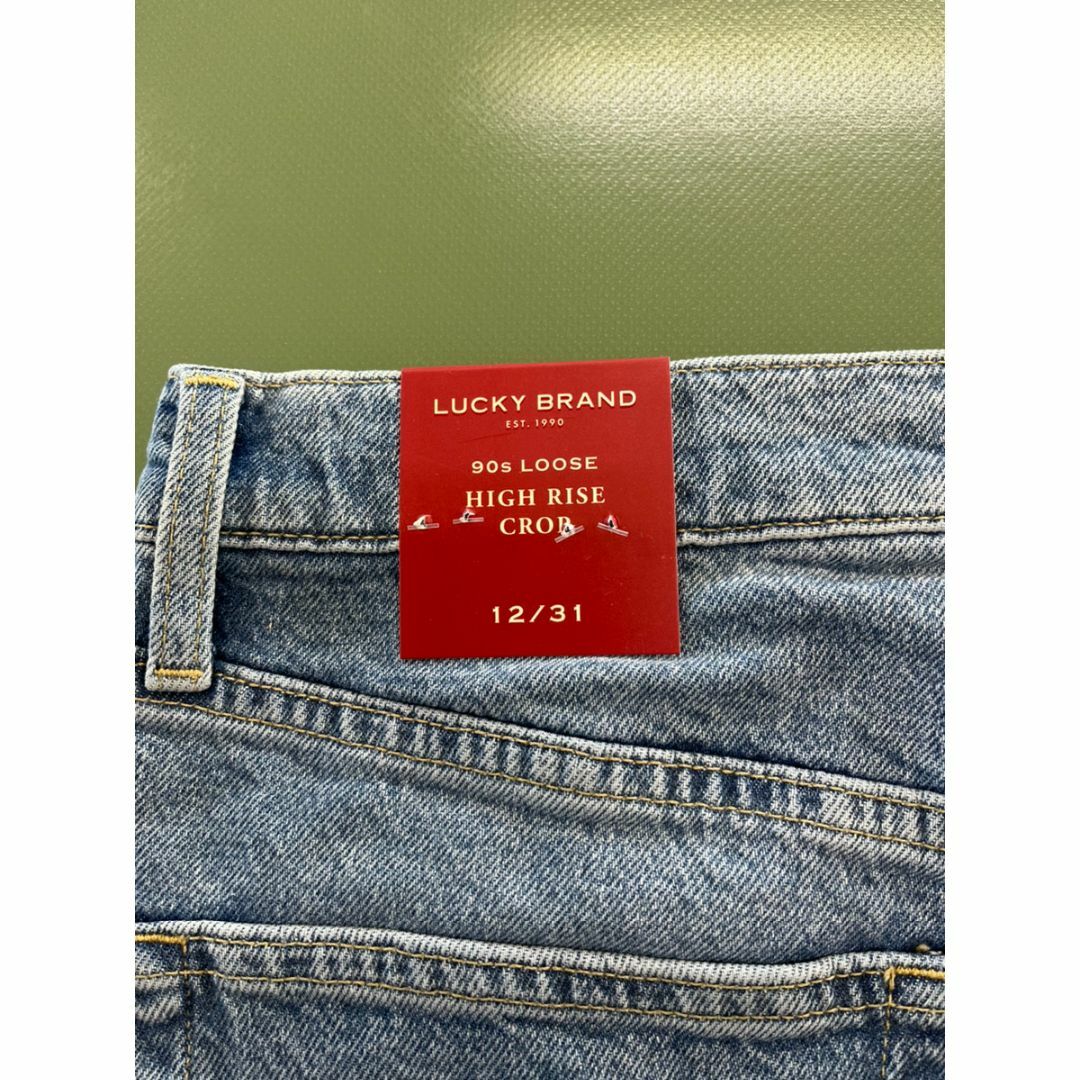 LUCKY BRAND
EST. 1990
90s LOOSE
HIGH RISE
CROP
12/31